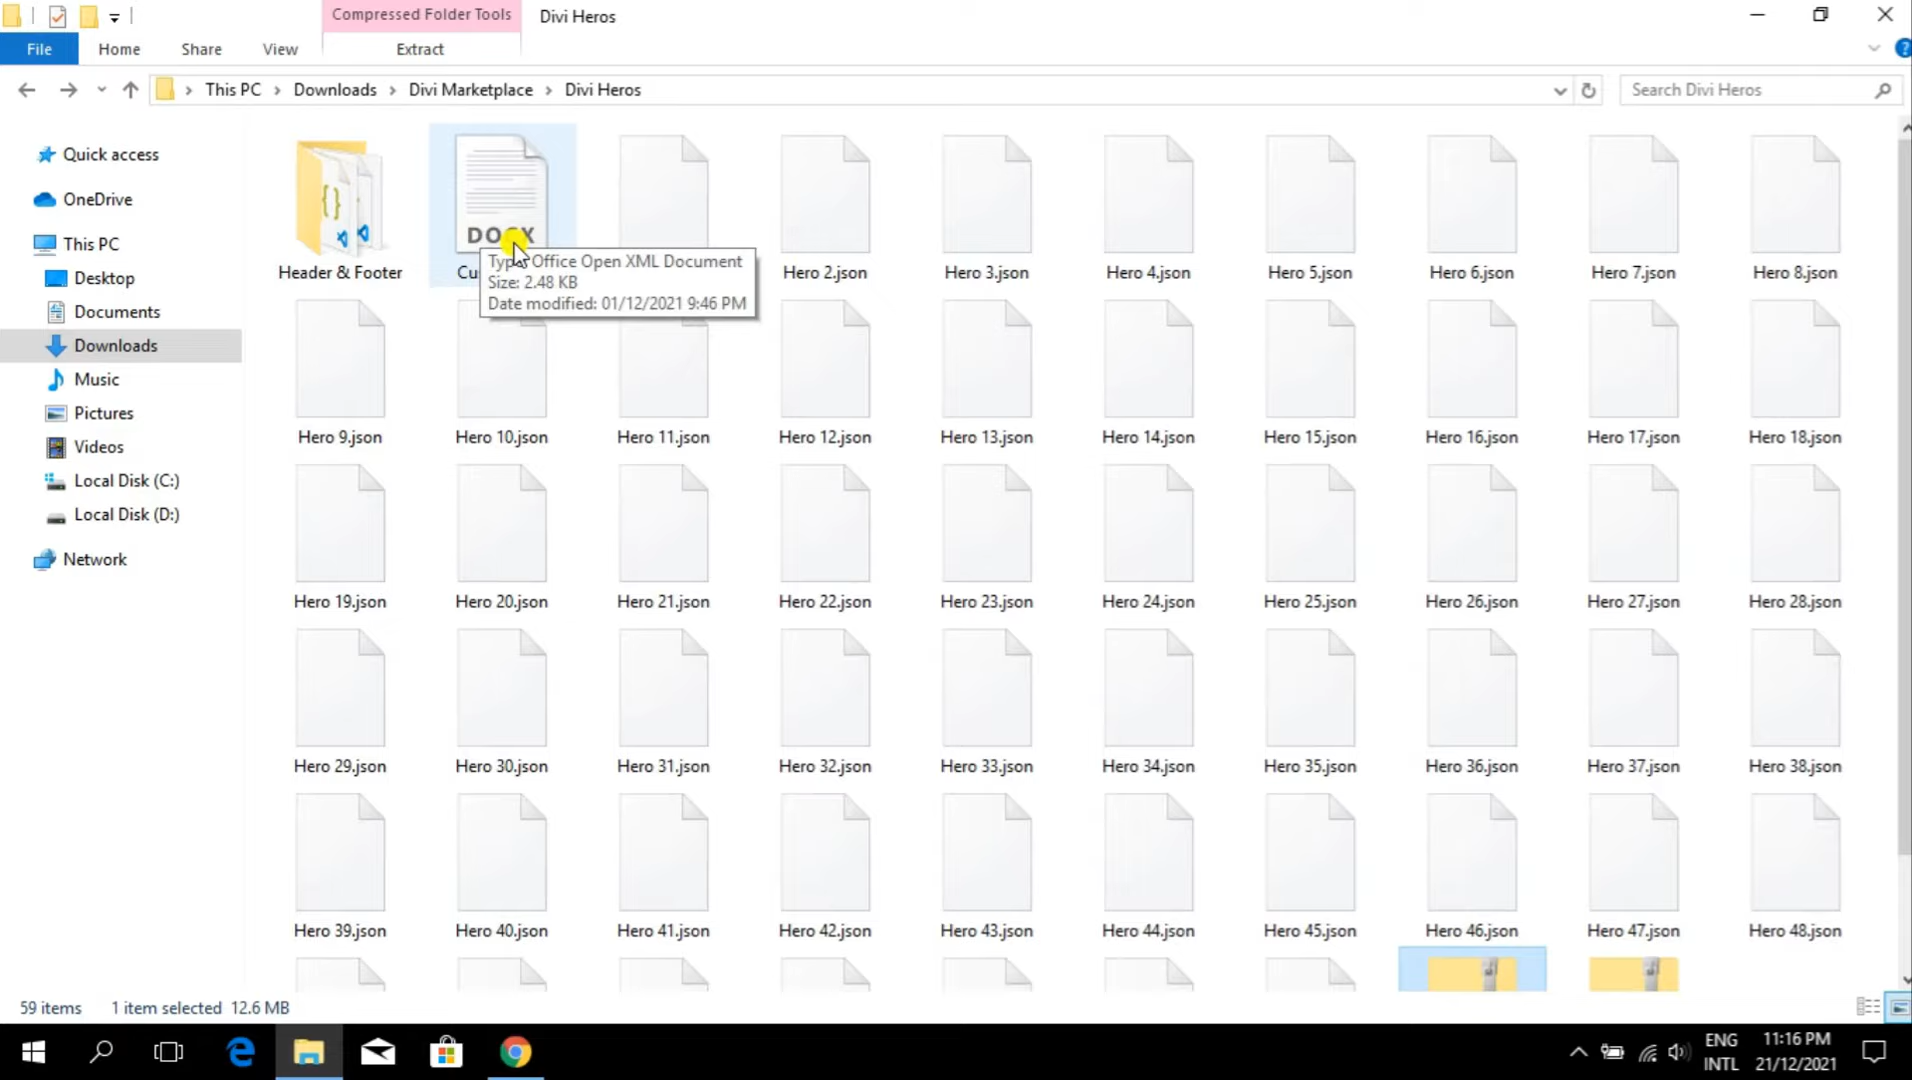 Compressed Folder Tools
Divi Heros
File
Home
Share
View
Extract
This PC
Downloads
Divi Marketplace
Divi Heros
Search Divi Heros
Quick access
OneDrive
This PC
Desktop
Documents
Downloads
Music
Pictures
Videos
Local Disk (C:)
Local Disk (D:)
Network
DOCX
Header & Footer
Cu
Type: Office Open XML Document
Size: 2.48 KB
Date modified: 01/12/2021 9:46 PM
Hero 2.json
Hero 3.json
Hero 4.json
Hero 5.json
Hero 6.json
Hero 7.json
Hero 8.json
Hero 9.json
Hero 10.json
Hero 11.json
Hero 12.json
Hero 13.json
Hero 14.json
Hero 15.json
Hero 16.json
Hero 17.json
Hero 18.json
Hero 19.json
Hero 20.json
Hero 21.json
Hero 22.json
Hero 23.json
Hero 24.json
Hero 25.json
Hero 26.json
Hero 27.json
Hero 28.json
Hero 29.json
Hero 30.json
Hero 31.json
Hero 32.json
Hero 33.json
Hero 34.json
Hero 35.json
Hero 36.json
Hero 37.json
Hero 38.json
Hero 39.json
Hero 40.json
Hero 41.json
Hero 42.json
Hero 43.json
Hero 44.json
Hero 45.json
Hero 46.json
Hero 47.json
Hero 48.json
59 items
1 item selected 12.6 MB
ENG
INTL
11:16 PM
21/12/2021